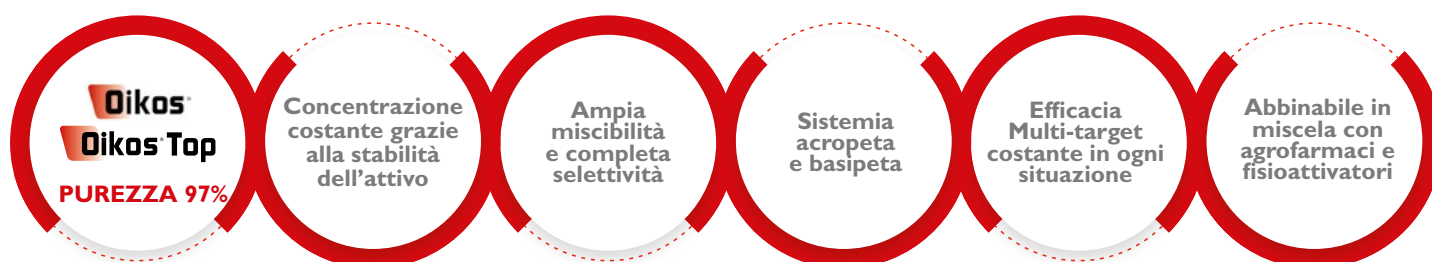 Oikos®
Oikos® Top
PUREZZA 97%
Concentrazione
costante grazie
alla stabilità
dell'attivo
Ampia
miscibilità
e completa
selettività
Sistemia
acropeta
e basipeta
Efficacia
Multi-target
costante in ogni
situazione
Abbinabile in
miscela con
agrofarmaci e
fisioattivatori